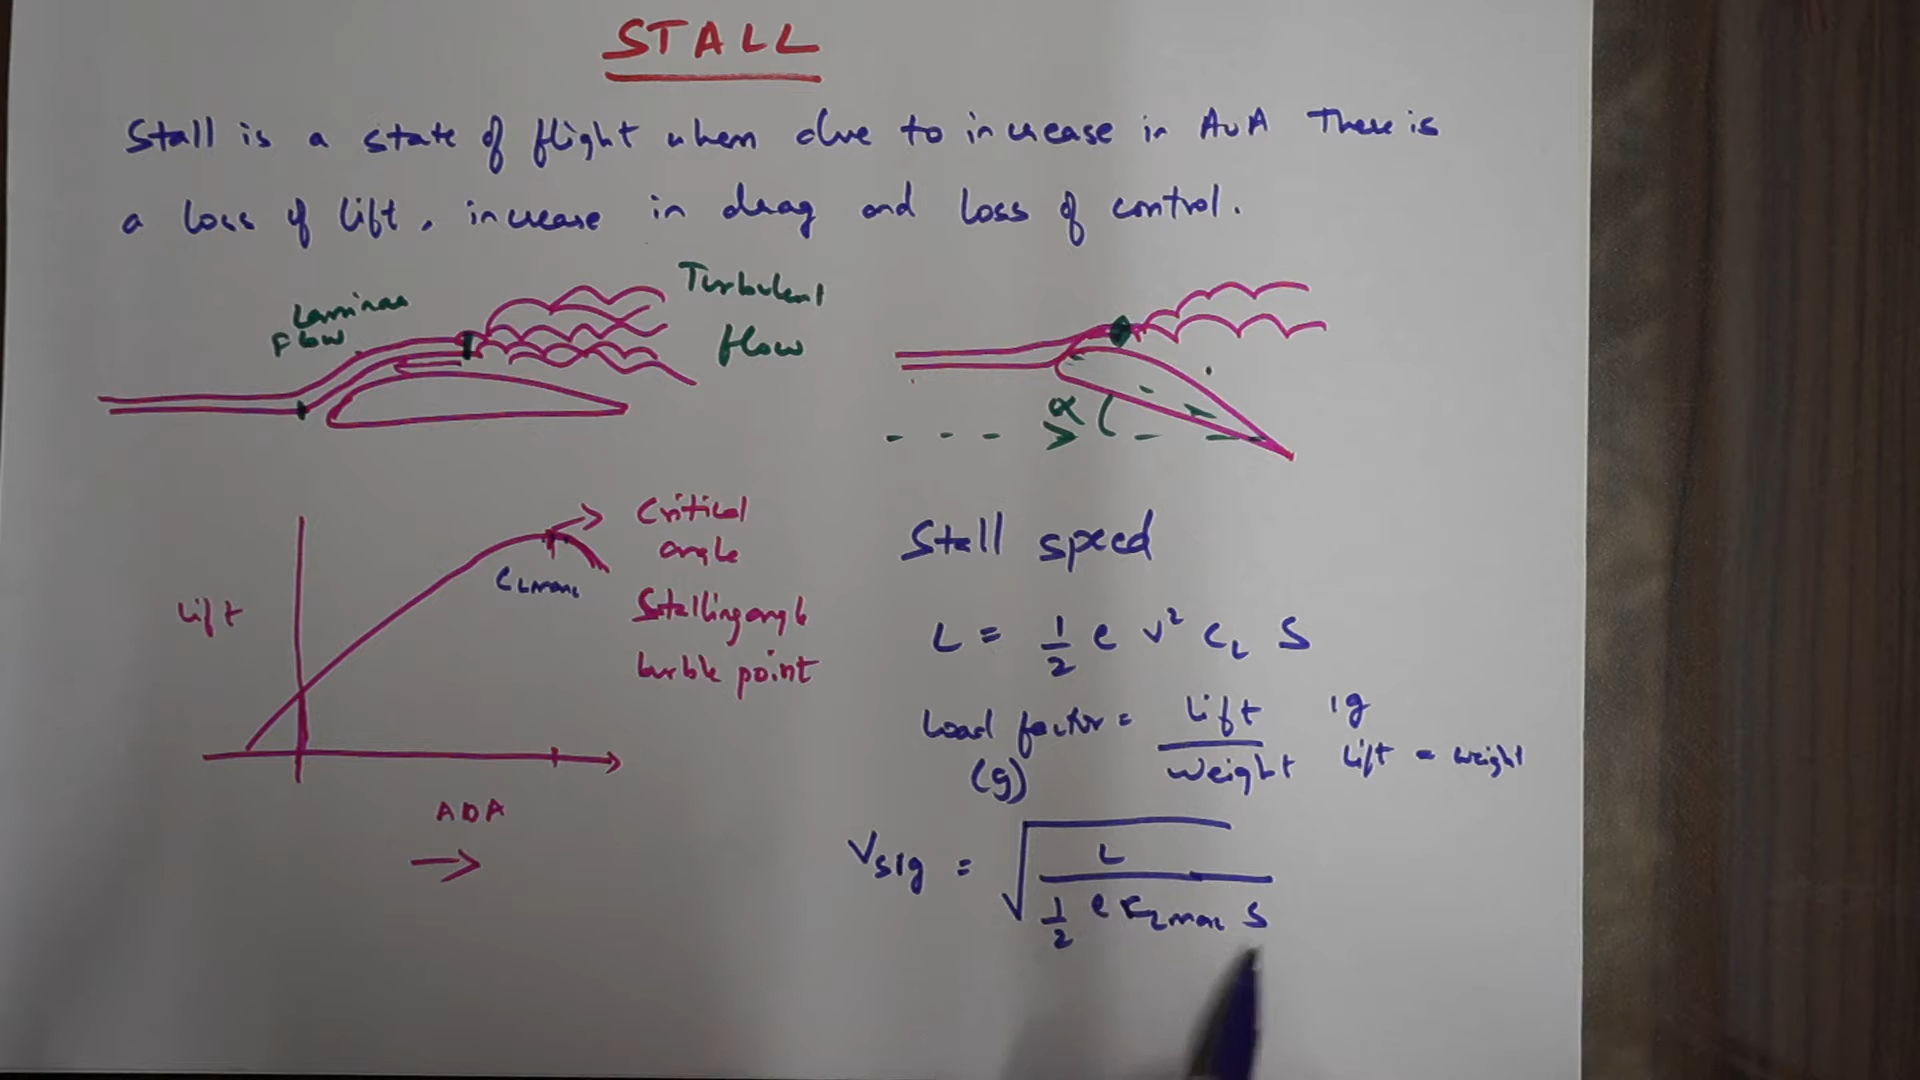 STALL
Stall is a state of flight when due to increase in AOA There is
a loss of lift, increase in drag and loss of control.
Laminar
Flow
Turbulent
flow
α
Critical
angle
CLmax
Stalling angle
burble point
lift
AOA
Stall speed
L = 1/2 ρ V² CL S
Load factor = Lift / Weight 1g
(g) Lift = weight
Vs1g = √(L / 1/2 ρ CLmax S)